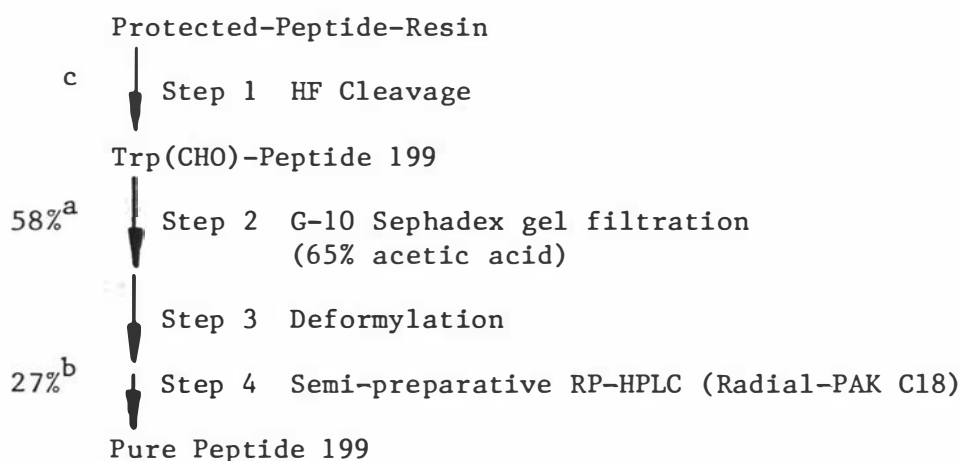 Protected-Peptide-Resin
c
Step 1 HF Cleavage
Trp(CHO)-Peptide 199
58%a Step 2 G-10 Sephadex gel filtration
(65% acetic acid)
Step 3 Deformylation
27%b Step 4 Semi-preparative RP-HPLC (Radial-PAK C18)
Pure Peptide 199